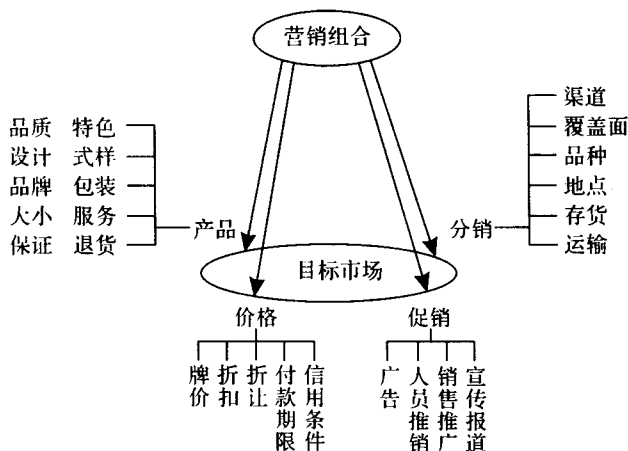 营销组合
品质 特色
设计 式样
品牌 包装
大小 服务
保证 退货
产品
渠道
覆盖面
品种
地点
存货
运输
分销
目标市场
价格
牌价
折扣
折让
付款期限
信用条件
促销
广告
人员推销
销售推广
宣传报道